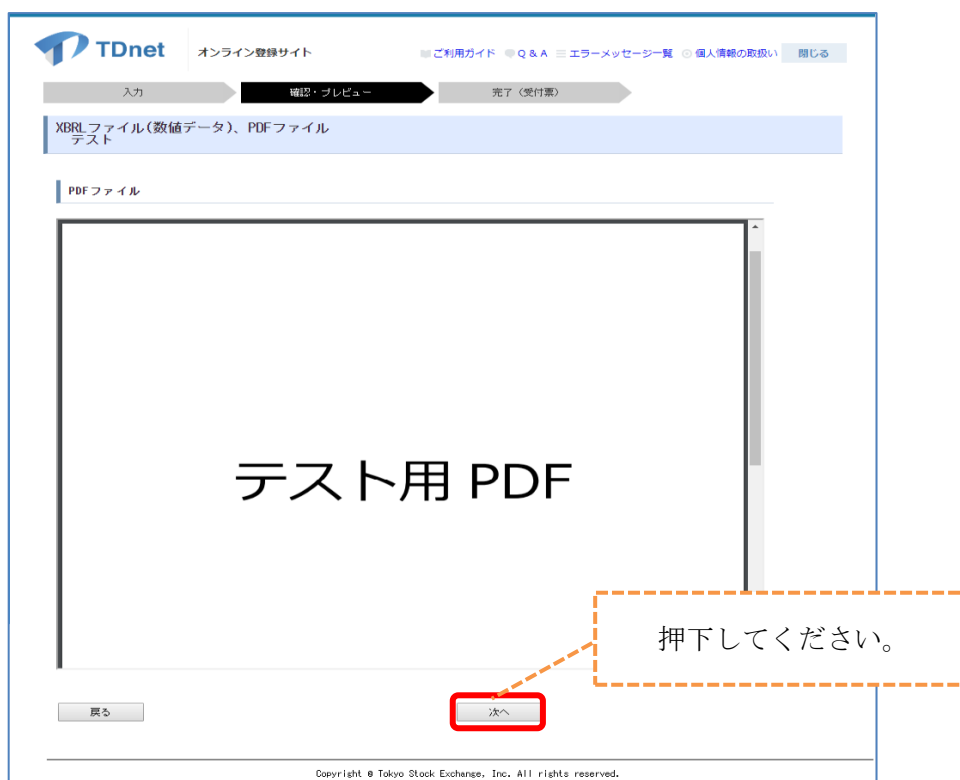 TDnet オンライン登録サイト ご利用ガイド Q & A エラーメッセージ一覧 個人情報の取扱い 閉じる
入力 確認・プレビュー 完了（受付票）
XBRLファイル(数値データ)、PDFファイル
テスト
PDFファイル
テスト用 PDF
押下してください。
戻る 次へ
Copyright @ Tokyo Stock Exchange, Inc. All rights reserved.